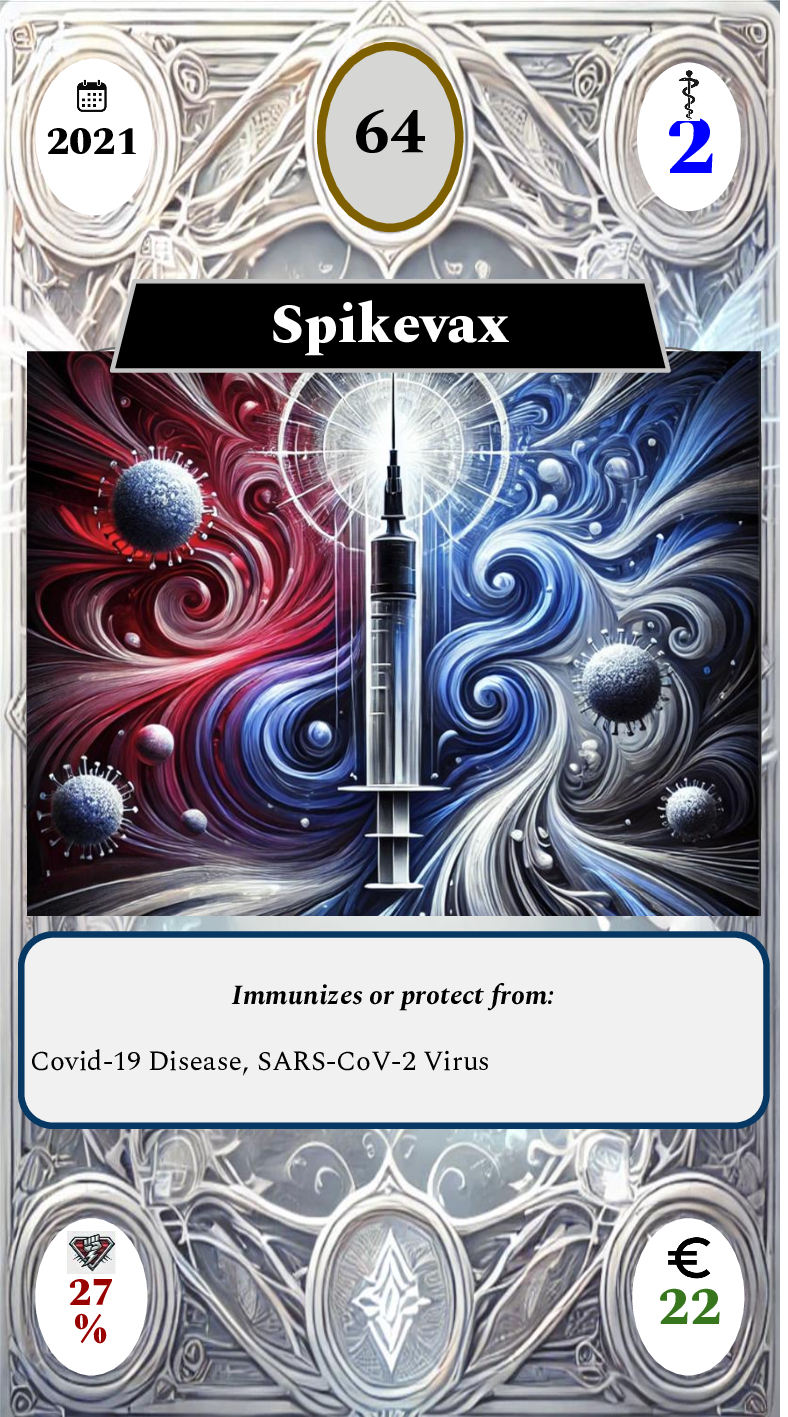 2021
64
2
Spikevax
Immunizes or protect from:
Covid-19 Disease, SARS-CoV-2 Virus
27
%
€
22